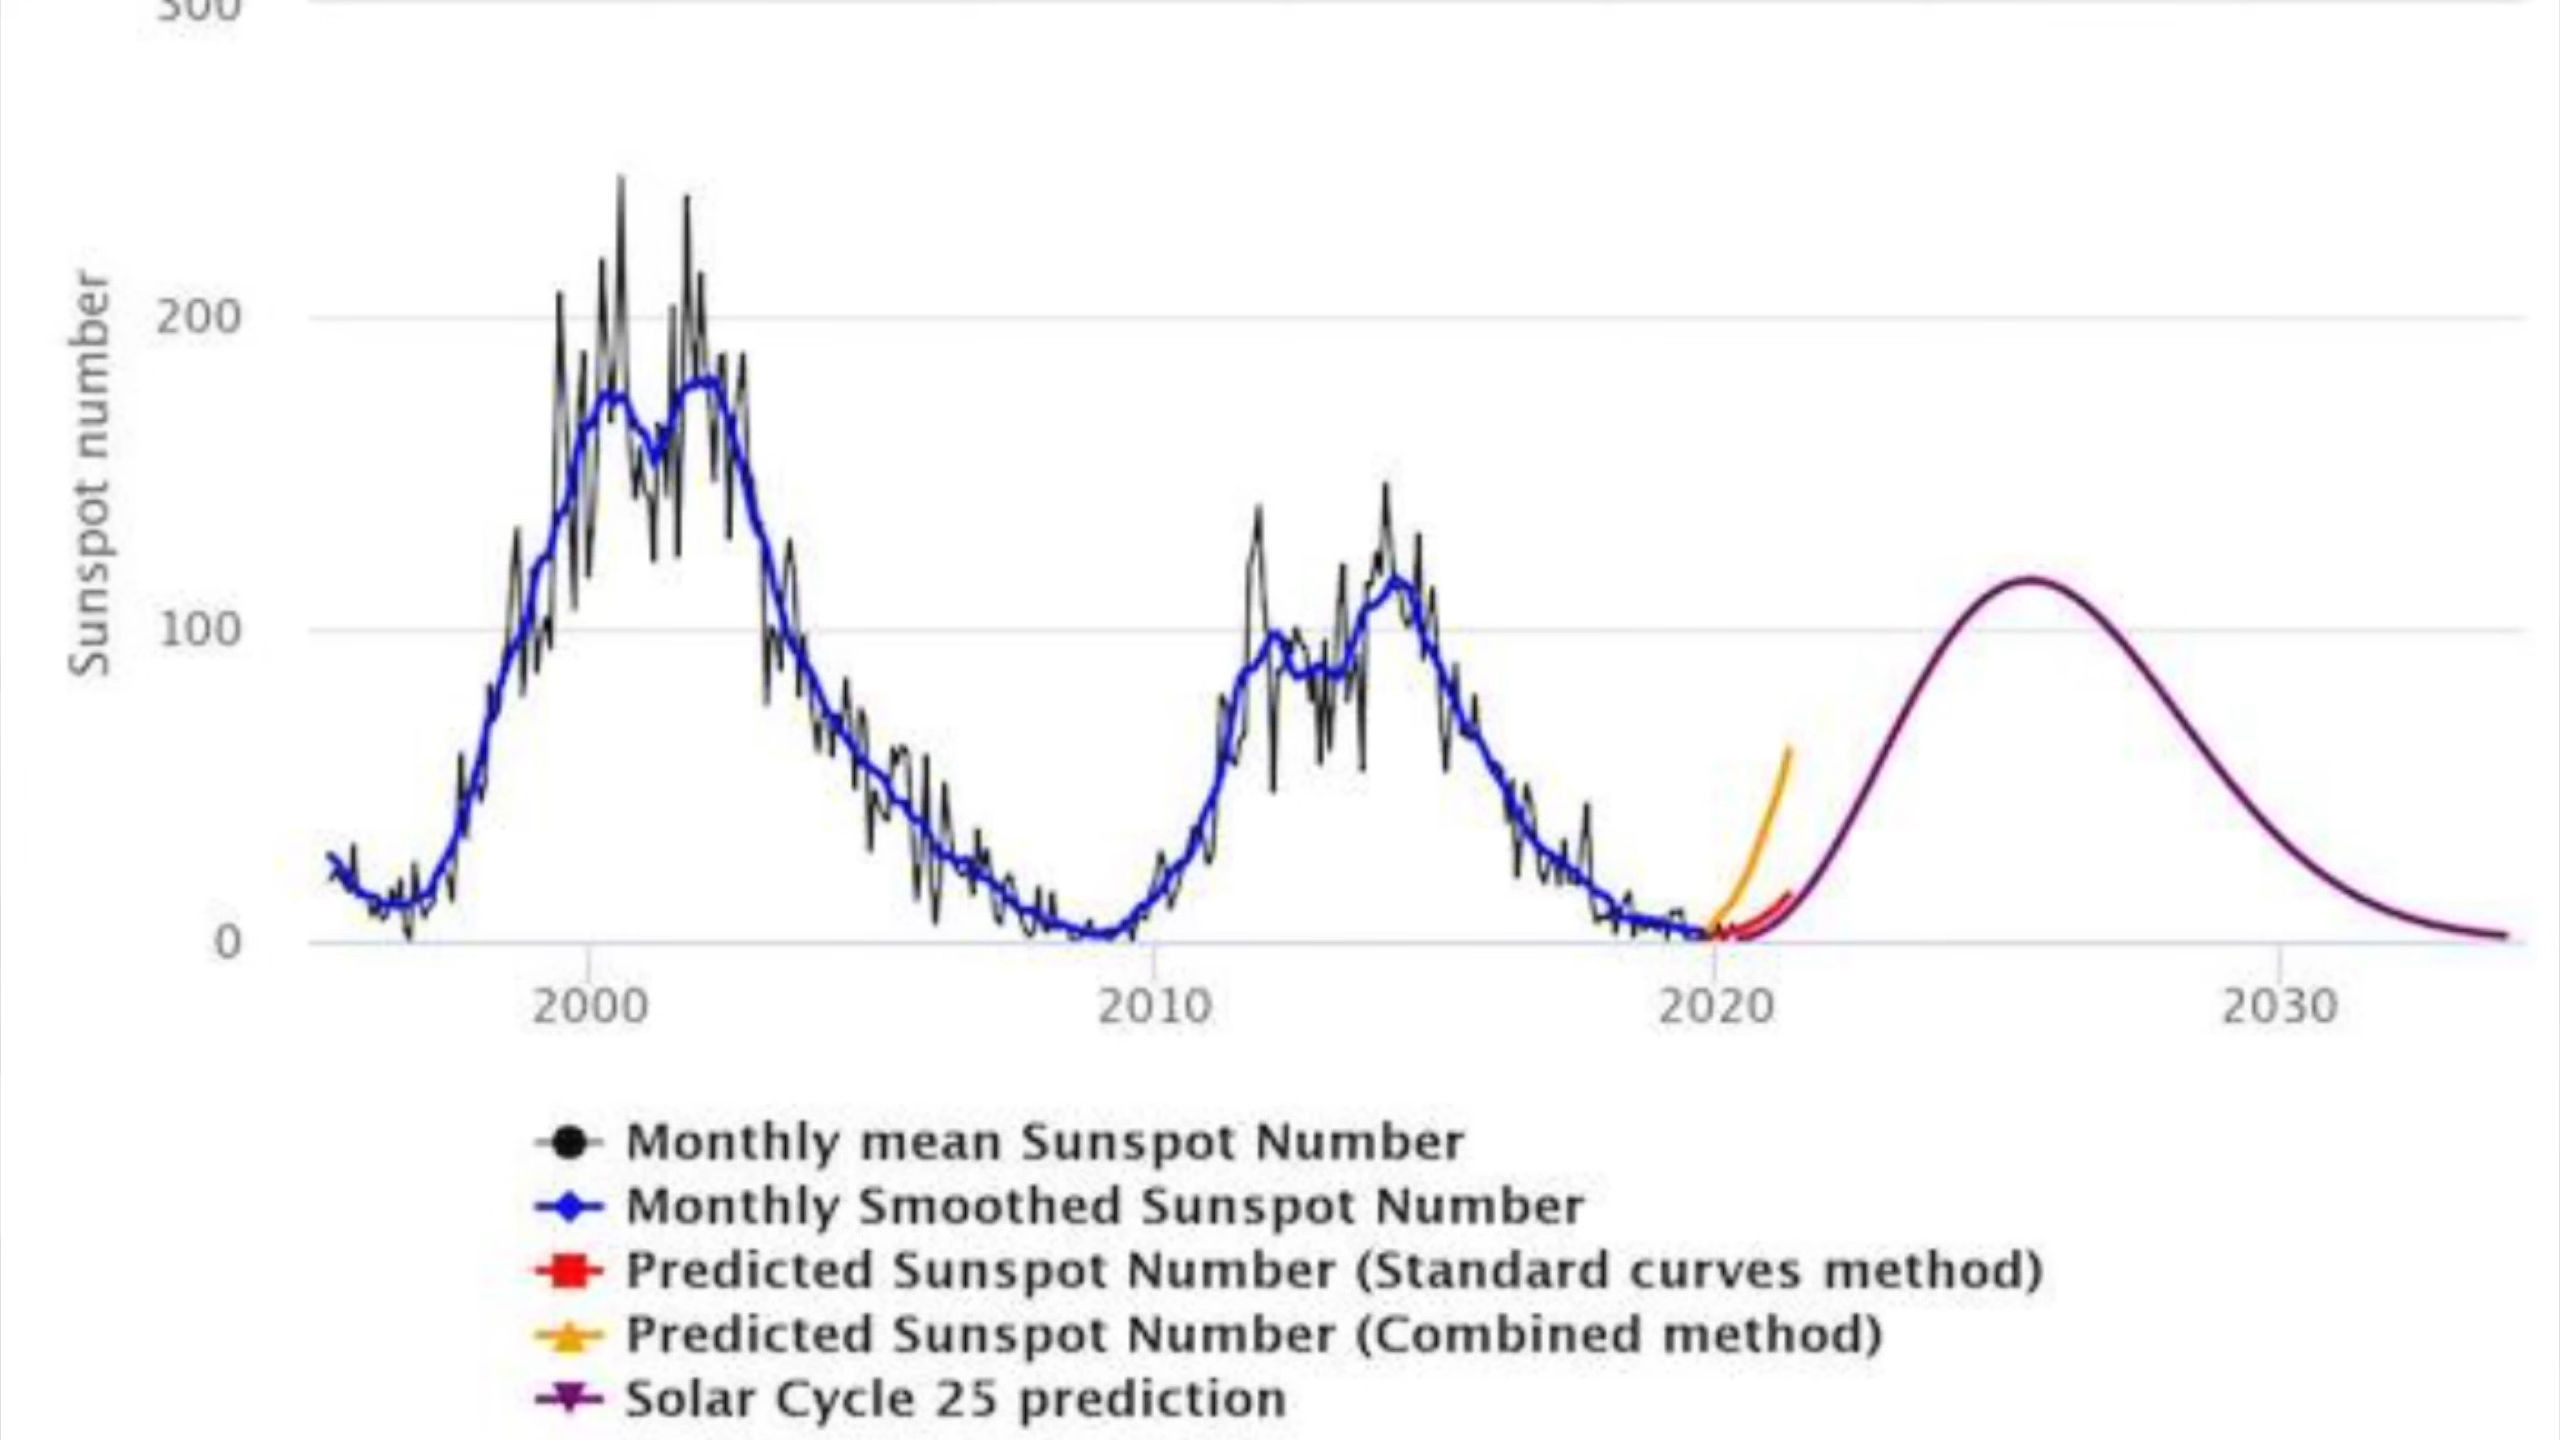 300
Sunspot number
200
100
0
2000 2010 2020 2030
Monthly mean Sunspot Number
Monthly Smoothed Sunspot Number
Predicted Sunspot Number (Standard curves method)
Predicted Sunspot Number (Combined method)
Solar Cycle 25 prediction